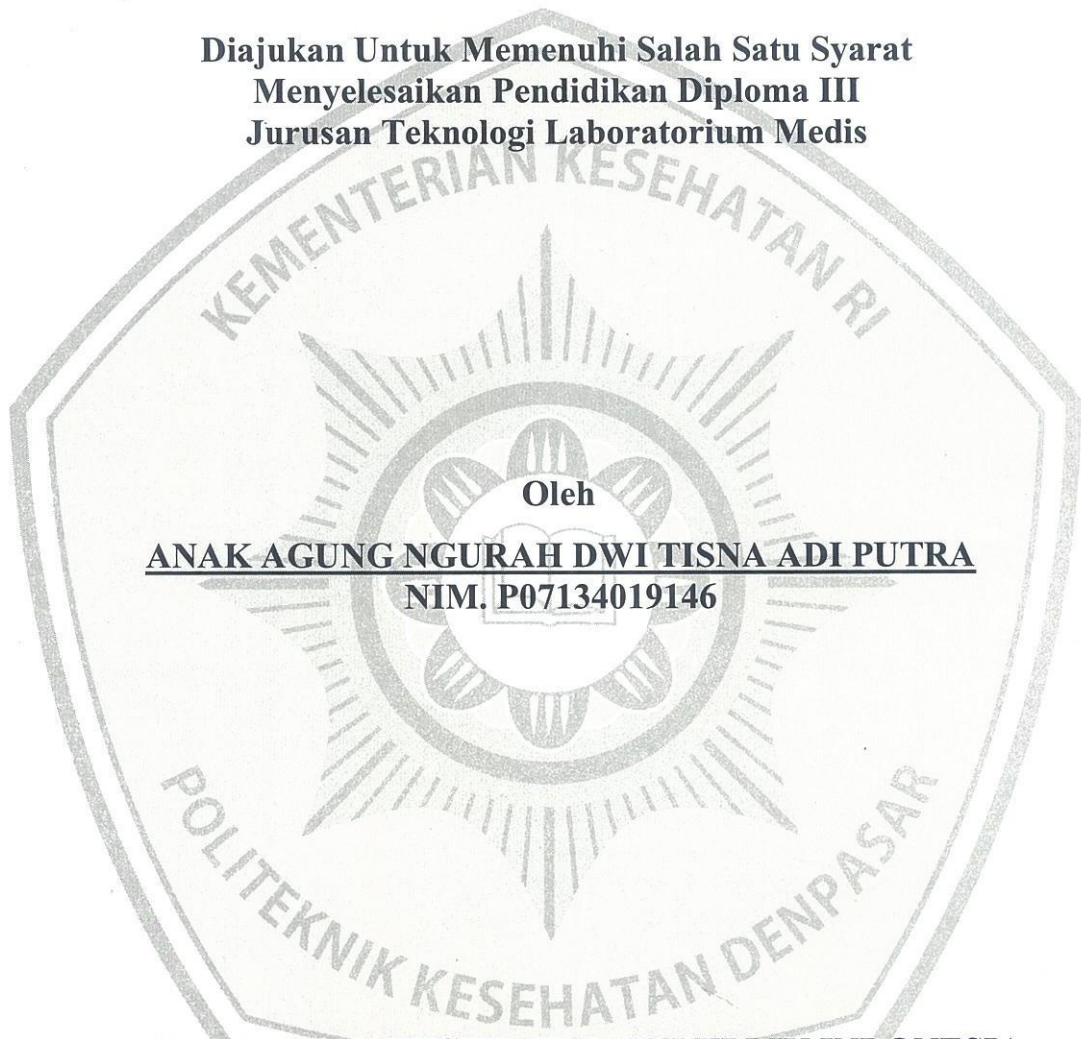 Diajukan Untuk Memenuhi Salah Satu Syarat
Menyelesaikan Pendidikan Diploma III
Jurusan Teknologi Laboratorium Medis
KEMENTERIAN KESEHATAN RI
Oleh
ANAK AGUNG NGURAH DWI TISNA ADI PUTRA
NIM. P07134019146
POLITEKNIK KESEHATAN DENPASAR